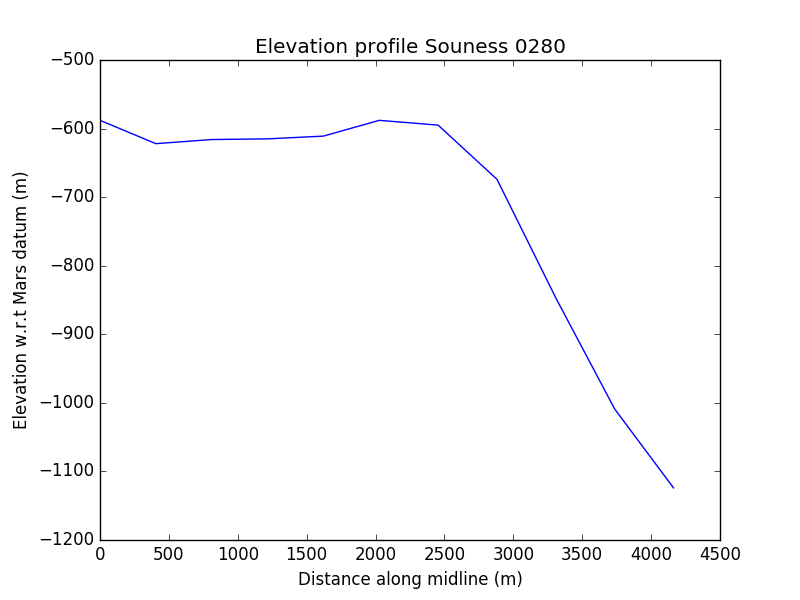 Elevation profile Souness 0280
Elevation w.r.t Mars datum (m)
−500
−600
−700
−800
−900
−1000
−1100
−1200
0 500 1000 1500 2000 2500 3000 3500 4000 4500
Distance along midline (m)